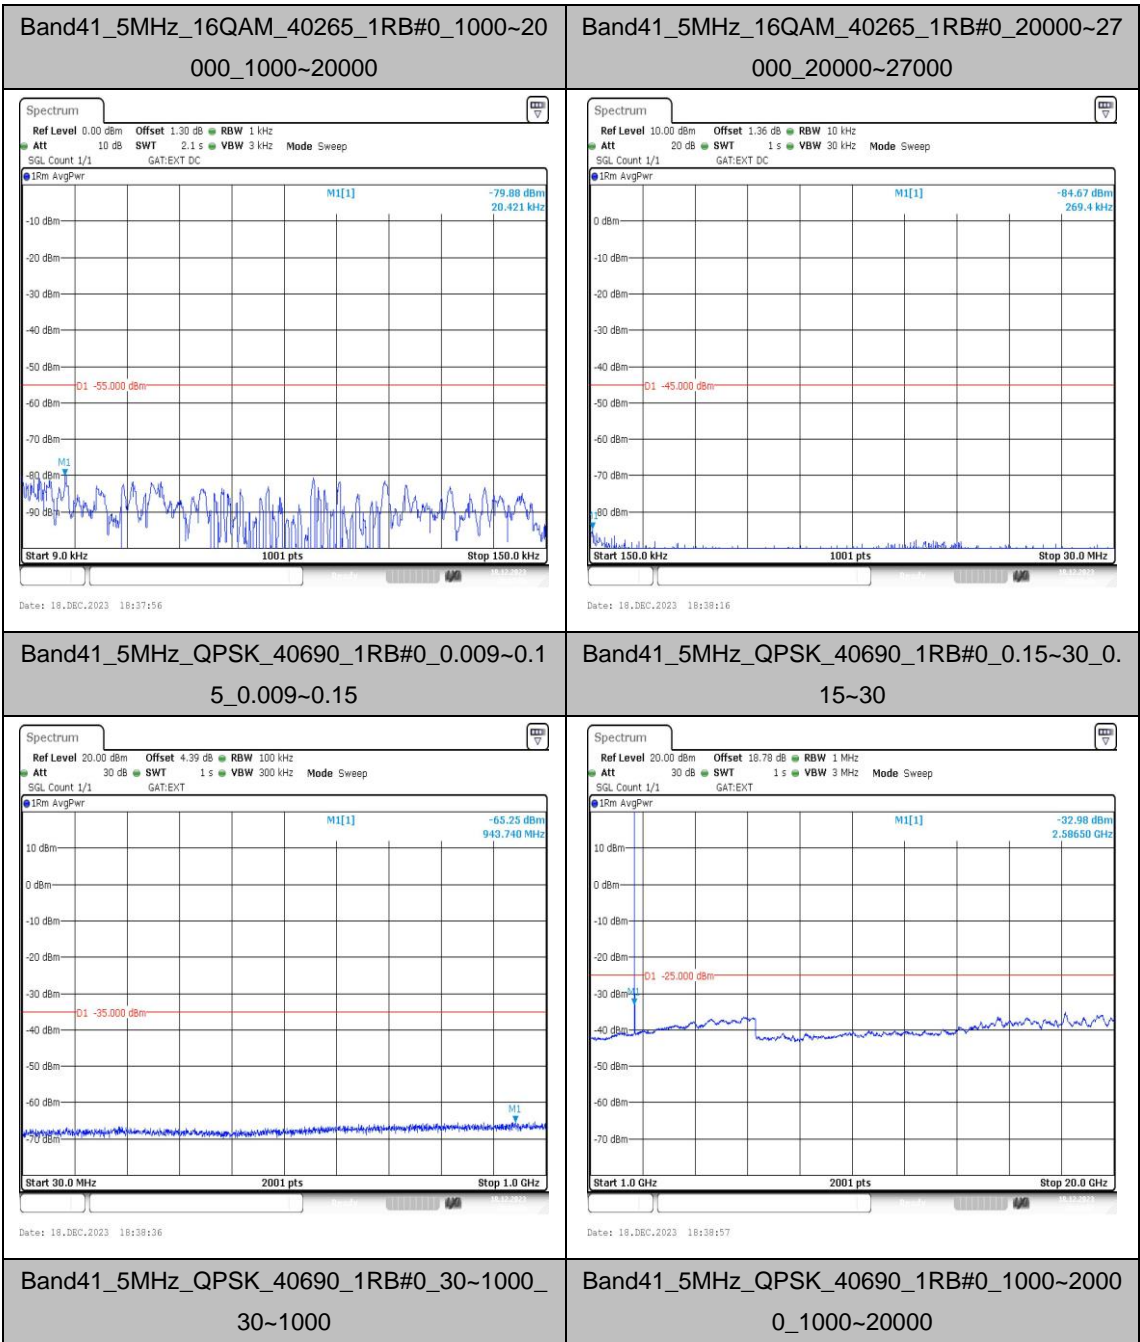 Band41_5MHz_16QAM_40265_1RB#0_1000~20
000_1000~20000
Band41_5MHz_16QAM_40265_1RB#0_20000~27
000_20000~27000
Spectrum
Ref Level 0.00 dBm Offset 1.30 dB RBW 1 kHz
Att 10 dB SWT 2.1 s VBW 3 kHz Mode Sweep
SGL Count 1/1 GAT:EXT DC
1Rm AvgPwr
M1[1] -79.88 dBm
20.421 kHz
-10 dBm
-20 dBm
-30 dBm
-40 dBm
-50 dBm
D1 -55.000 dBm
-60 dBm
-70 dBm
M1
-80 dBm
-90 dBm
Start 9.0 kHz 1001 pts Stop 150.0 kHz
Date: 18.DEC.2023 18:37:56
Spectrum
Ref Level 10.00 dBm Offset 1.36 dB RBW 10 kHz
Att 20 dB SWT 1 s VBW 30 kHz Mode Sweep
SGL Count 1/1 GAT:EXT DC
1Rm AvgPwr
M1[1] -84.67 dBm
269.4 kHz
0 dBm
-10 dBm
-20 dBm
-30 dBm
-40 dBm
D1 -45.000 dBm
-50 dBm
-60 dBm
-70 dBm
-80 dBm
Start 150.0 kHz 1001 pts Stop 30.0 MHz
Date: 18.DEC.2023 18:38:16
Band41_5MHz_QPSK_40690_1RB#0_0.009~0.1
5_0.009~0.15
Band41_5MHz_QPSK_40690_1RB#0_0.15~30_0.
15~30
Spectrum
Ref Level 20.00 dBm Offset 4.39 dB RBW 100 kHz
Att 30 dB SWT 1 s VBW 300 kHz Mode Sweep
SGL Count 1/1 GAT:EXT
1Rm AvgPwr
M1[1] -65.25 dBm
943.740 MHz
10 dBm
0 dBm
-10 dBm
-20 dBm
-30 dBm
D1 -35.000 dBm
-40 dBm
-50 dBm
-60 dBm
M1
-70 dBm
Start 30.0 MHz 2001 pts Stop 1.0 GHz
Date: 18.DEC.2023 18:38:36
Spectrum
Ref Level 20.00 dBm Offset 18.78 dB RBW 1 MHz
Att 30 dB SWT 1 s VBW 3 MHz Mode Sweep
SGL Count 1/1 GAT:EXT
1Rm AvgPwr
M1[1] -32.98 dBm
2.58650 GHz
10 dBm
0 dBm
-10 dBm
-20 dBm
D1 -25.000 dBm
-30 dBm
M1
-40 dBm
-50 dBm
-60 dBm
-70 dBm
Start 1.0 GHz 2001 pts Stop 20.0 GHz
Date: 18.DEC.2023 18:38:57
Band41_5MHz_QPSK_40690_1RB#0_30~1000_
30~1000
Band41_5MHz_QPSK_40690_1RB#0_1000~2000
0_1000~20000